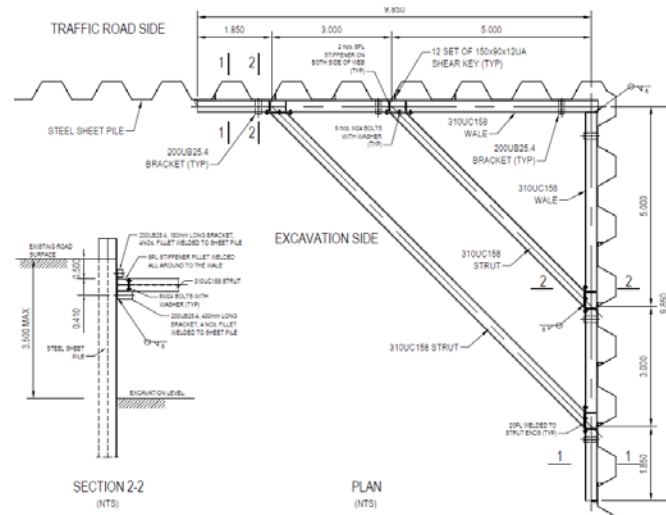 9.850
TRAFFIC ROAD SIDE
1.850
3.000
5.000
1
2
2 NOS. 8PL
STIFFENER ON
BOTH SIDE OF WEB
(TYP)
12 SET OF 150x90x12UA
SHEAR KEY (TYP)
STEEL SHEET PILE
1
2
200UB25.4
BRACKET (TYP)
6 NOS. M24 BOLTS
WITH WASHER
(TYP)
310UC158
WALE
200UB25.4
BRACKET (TYP)
310UC158
WALE
5.000
9.850
EXCAVATION SIDE
200UB25.4, 150mm LONG BRACKET,
4NOS. FILLET WELDED TO SHEET PILE
EXISTING ROAD
SURFACE
8PL STIFFENER FILLET WELDED
ALL AROUND TO THE WALE
0.500
310UC158 STRUT
6M24 BOLTS WITH
WASHER (TYP)
310UC158
STRUT
2
2
0.410
200UB25.4, 400mm LONG
BRACKET, 4 NOS. FILLET
WELDED TO SHEET PILE
3.500 MAX
STEEL SHEET
PILE
310UC158 STRUT
3.000
EXCAVATION LEVEL
20PL WELDED TO
STRUT ENDS (TYP)
1
1
1.850
SECTION 2-2
(NTS)
PLAN
(NTS)